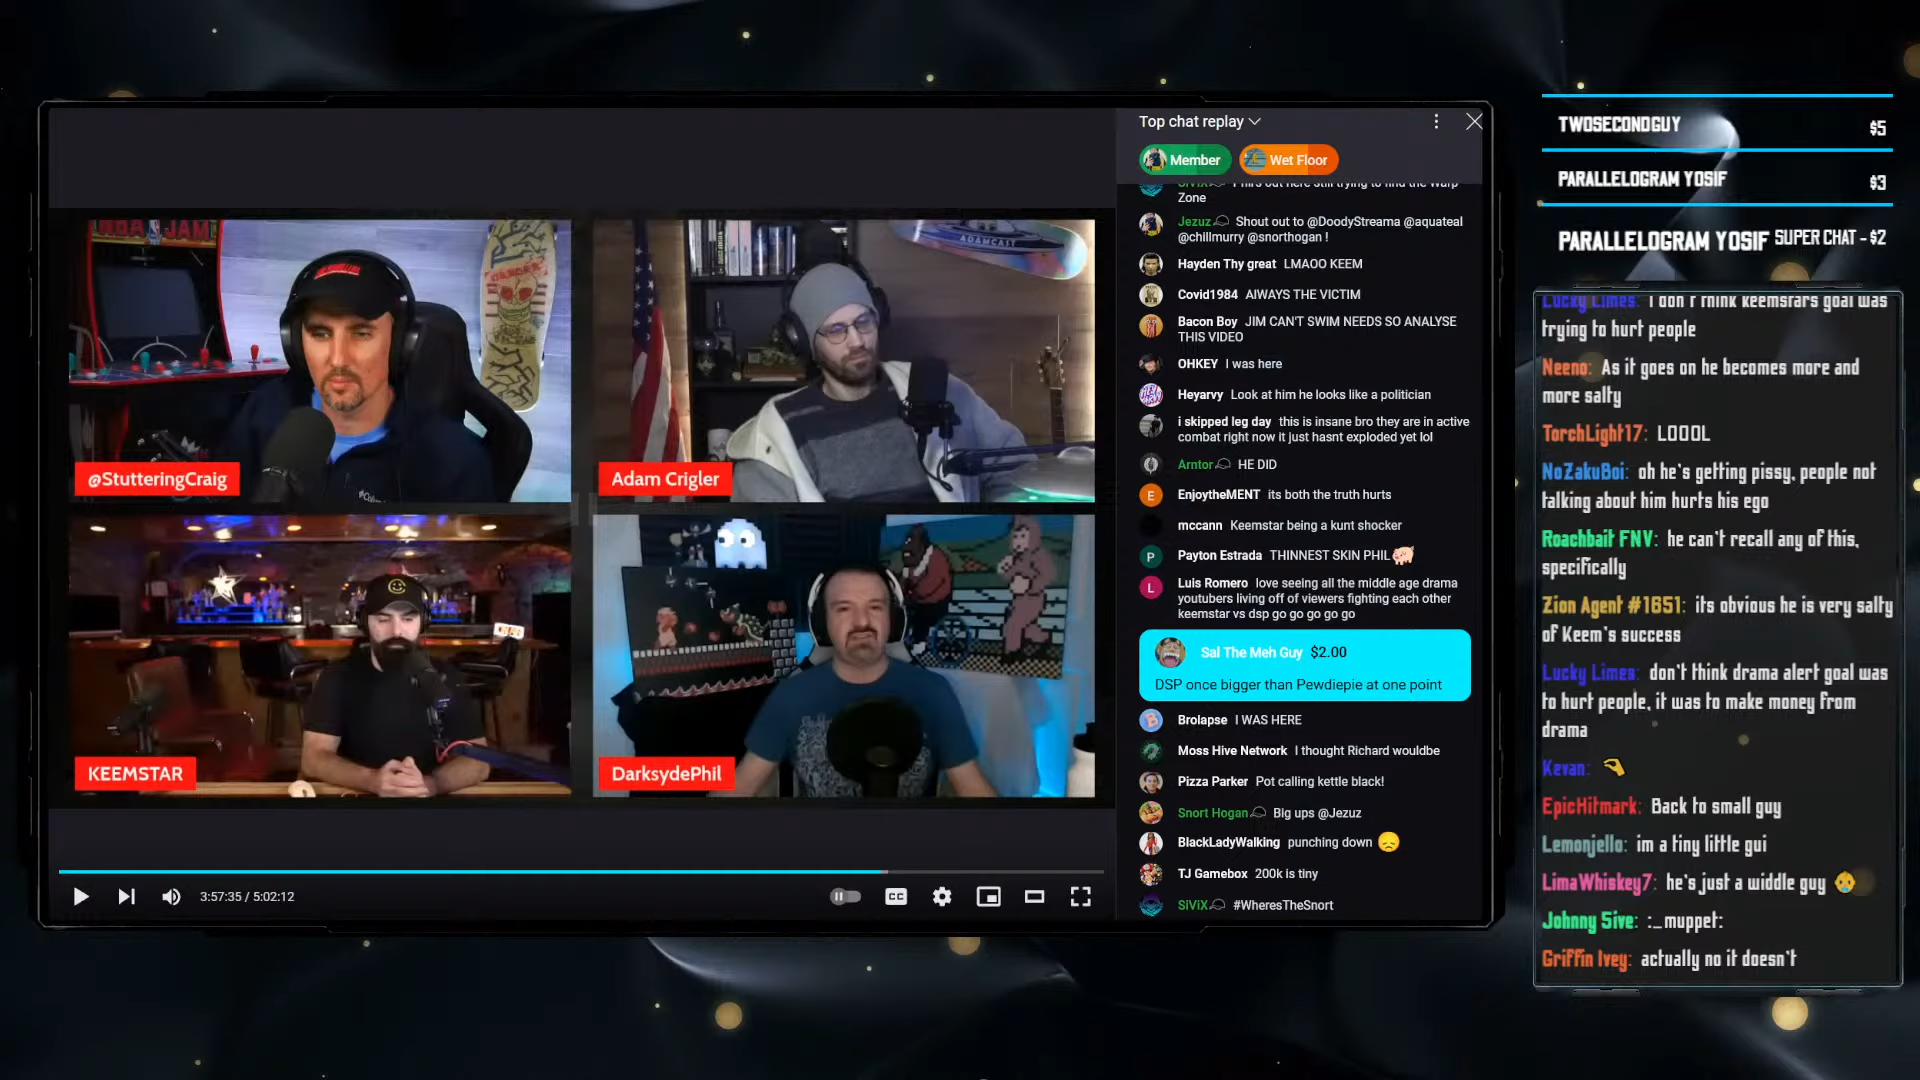 NBA JAM
ADAMCAST
@StutteringCraig
Adam Crigler
KEEMSTAR
DarksydePhil
3:57:35 / 5:02:12
CC
Top chat replay
Member
Wet Floor
Zone
Jezuz Shout out to @DoodyStreama @aquateal
@chillmurry @snorthogan !
Hayden Thy great LMAOO KEEM
Covid1984 AIWAYS THE VICTIM
Bacon Boy JIM CAN'T SWIM NEEDS SO ANALYSE
THIS VIDEO
OHKEY I was here
Heyarvy Look at him he looks like a politician
i skipped leg day this is insane bro they are in active
combat right now it just hasnt exploded yet lol
Arntor HE DID
E
EnjoytheMENT its both the truth hurts
mccann Keemstar being a kunt shocker
P
Payton Estrada THINNEST SKIN PHIL
L
Luis Romero love seeing all the middle age drama
youtubers living off of viewers fighting each other
keemstar vs dsp go go go go go
Sal The Meh Guy $2.00
DSP once bigger than Pewdiepie at one point
Brolapse I WAS HERE
Moss Hive Network I thought Richard wouldbe
Pizza Parker Pot calling kettle black!
Snort Hogan Big ups @Jezuz
BlackLadyWalking punching down 😞
TJ Gamebox 200k is tiny
SiViX #WheresTheSnort
TWOSECONDGUY $5
PARALLELOGRAM YOSIF $3
PARALLELOGRAM YOSIF SUPER CHAT - $2
Lucky Limes: I don't think keemstars goal was
trying to hurt people
Neeno: As it goes on he becomes more and
more salty
TorchLight17: LOOOL
NoZakuBoi: oh he's getting pissy, people not
talking about him hurts his ego
Roachbait FNV: he can't recall any of this,
specifically
Zion Agent #1651: its obvious he is very salty
of Keem's success
Lucky Limes: don't think drama alert goal was
to hurt people, it was to make money from
drama
Kevan:
EpicHitmark: Back to small guy
Lemonjello: im a tiny little gui
LimaWhiskey7: he's just a widdle guy
Johnny 5ive: :_muppet:
Griffin Ivey: actually no it doesn't